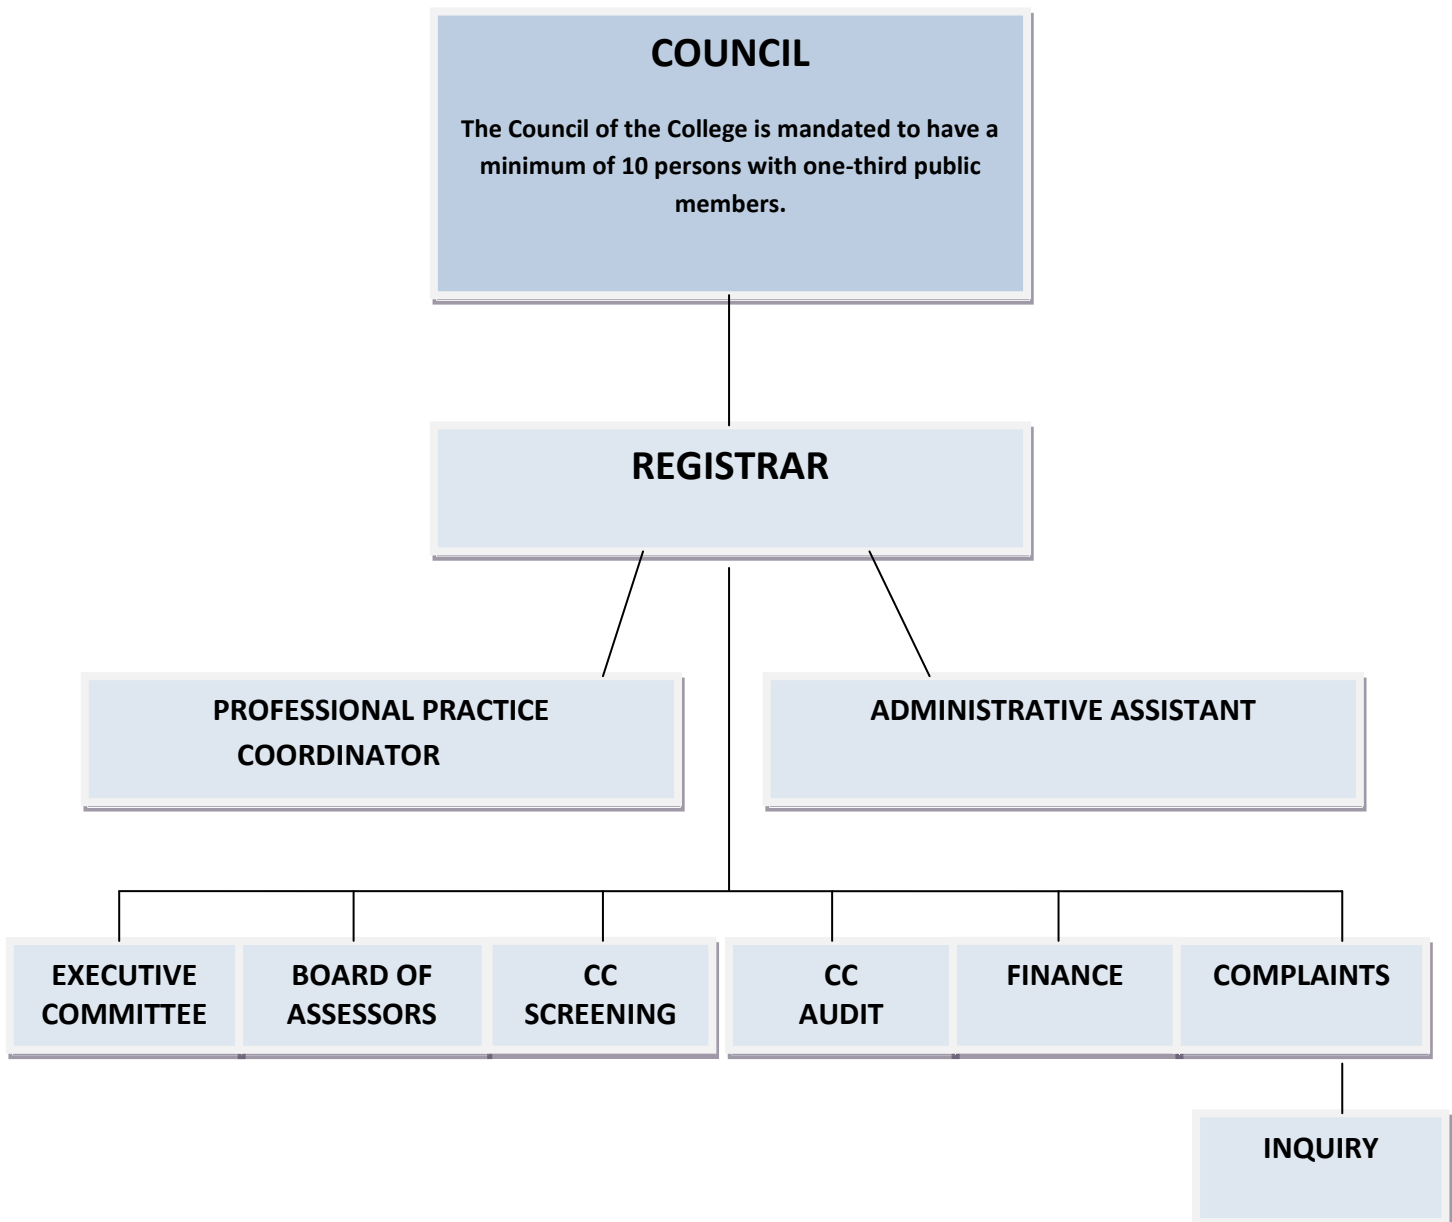 COUNCIL
The Council of the College is mandated to have a
minimum of 10 persons with one-third public
members.
REGISTRAR
PROFESSIONAL PRACTICE
COORDINATOR
ADMINISTRATIVE ASSISTANT
EXECUTIVE
COMMITTEE
BOARD OF
ASSESSORS
CC
SCREENING
CC
AUDIT
FINANCE
COMPLAINTS
INQUIRY